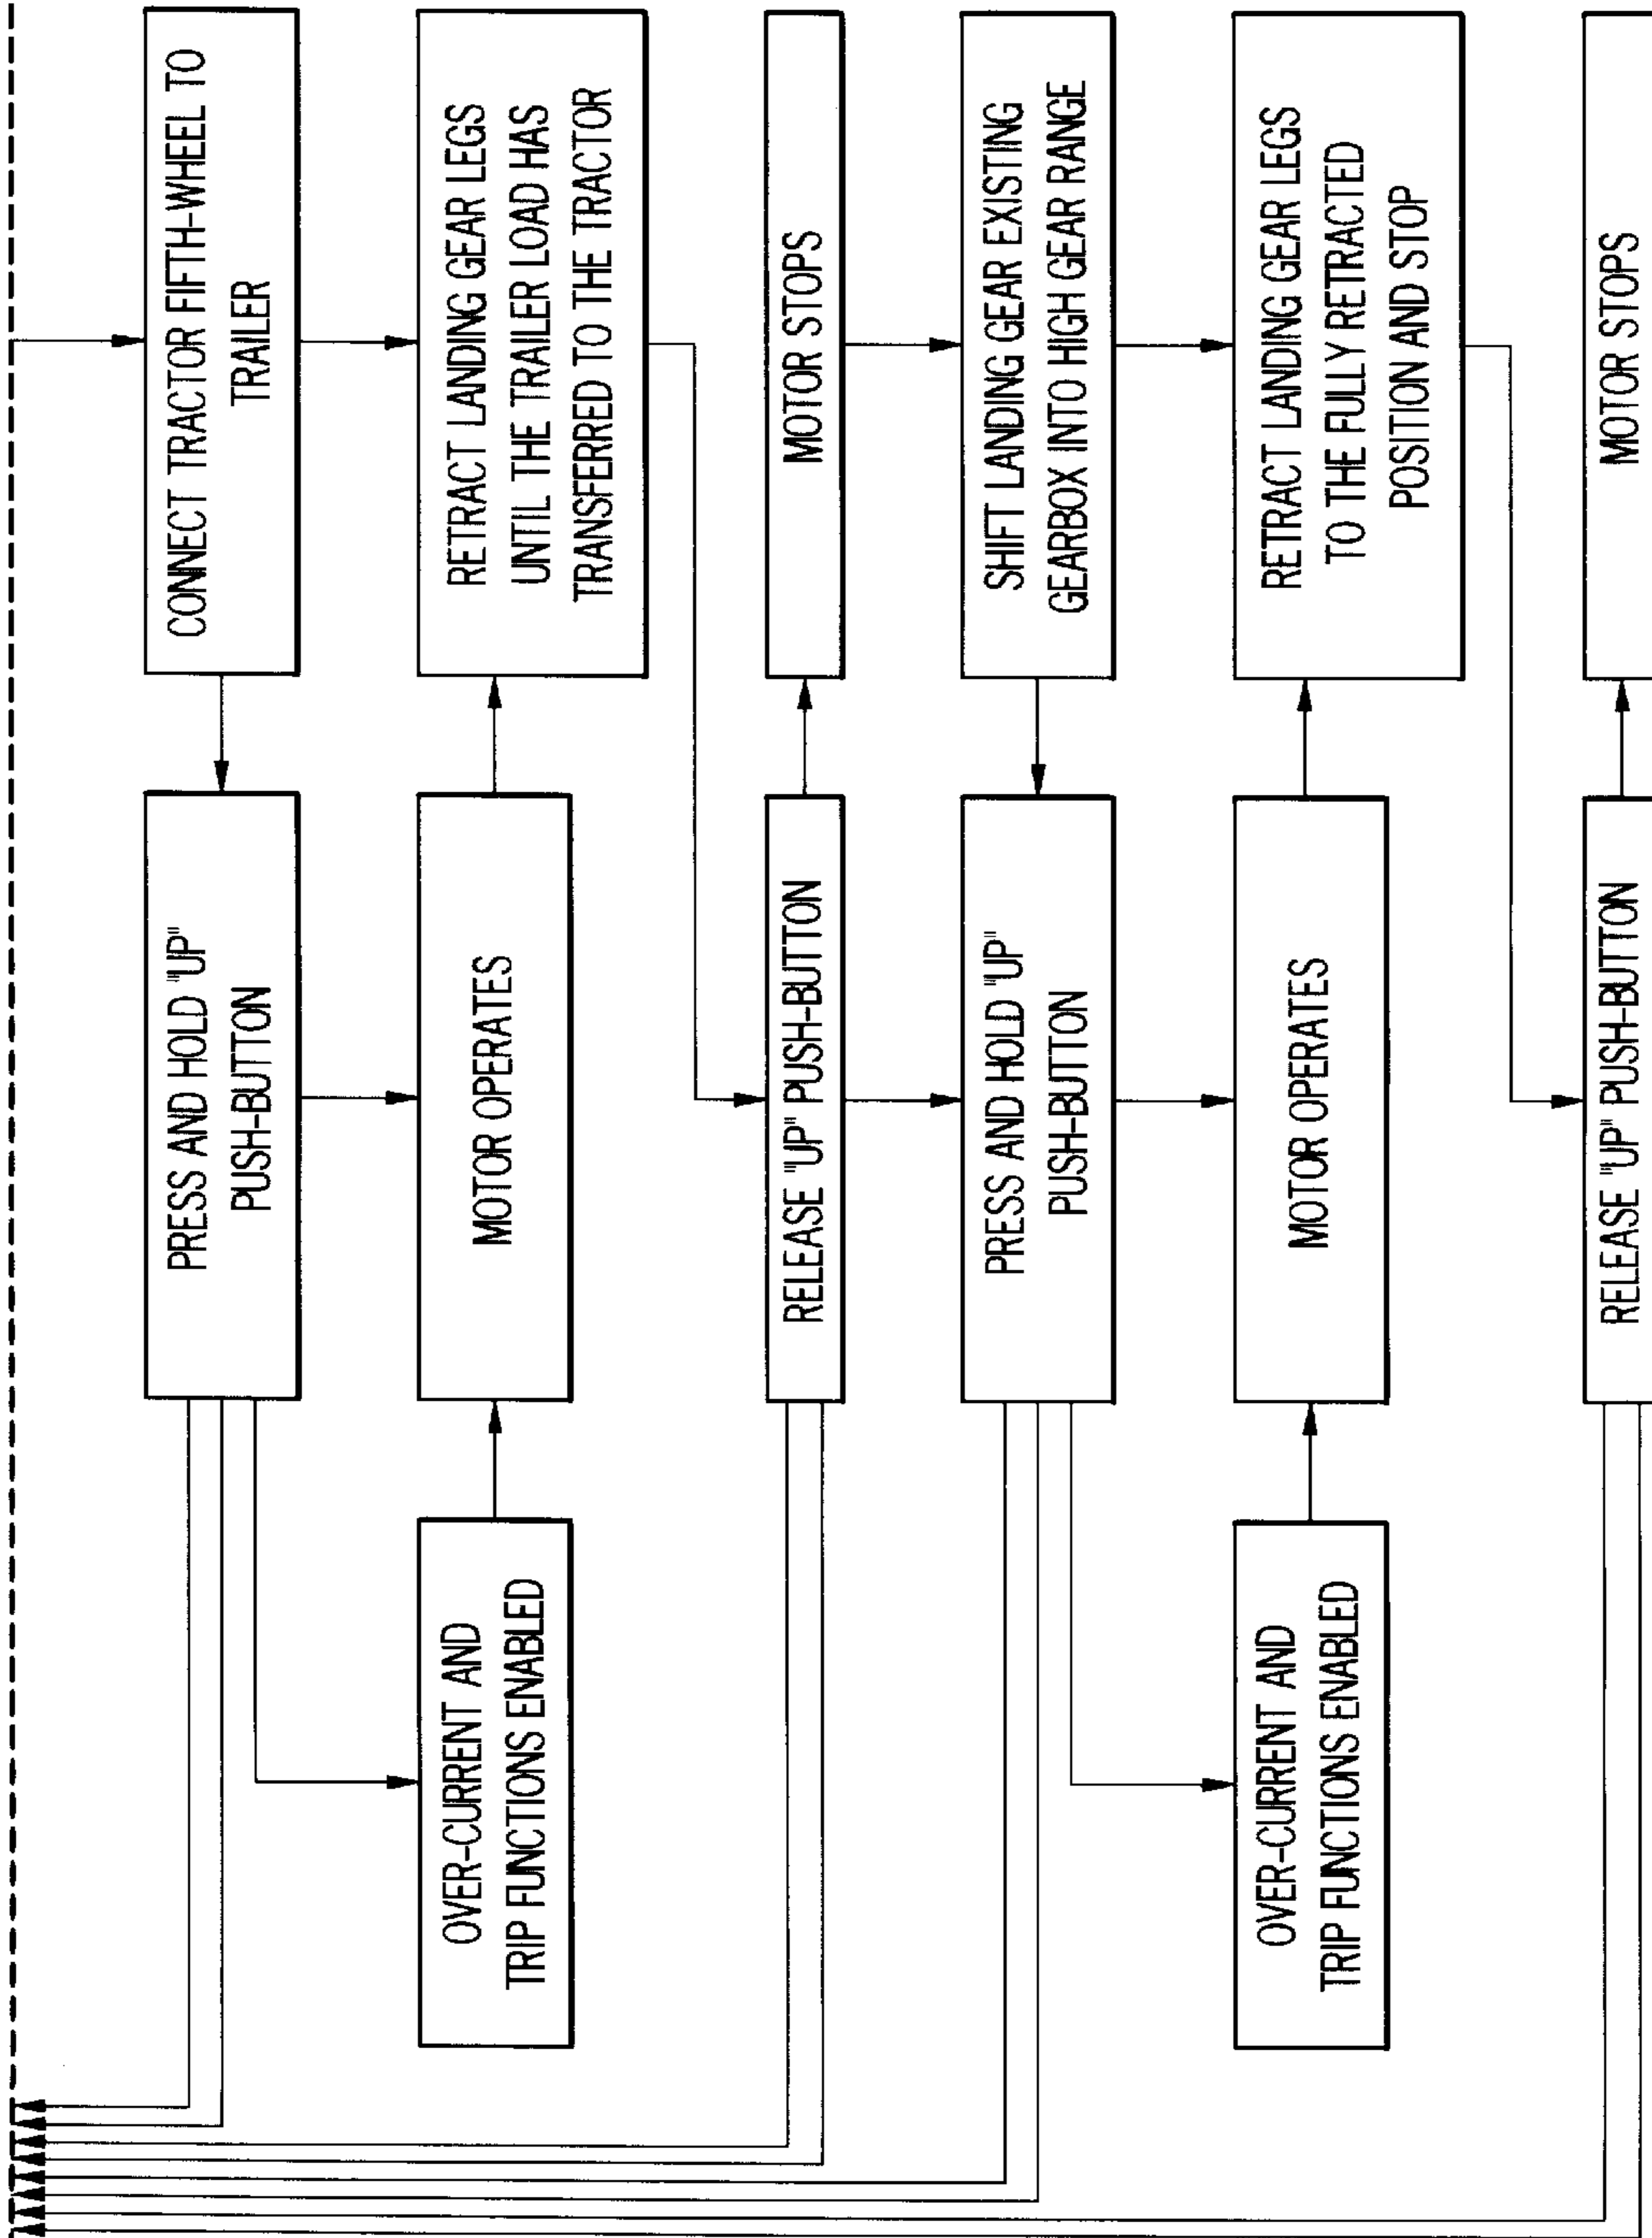 PRESS AND HOLD "UP"
PUSH-BUTTON
CONNECT TRACTOR FIFTH-WHEEL TO
TRAILER
OVER-CURRENT AND
TRIP FUNCTIONS ENABLED
MOTOR OPERATES
RETRACT LANDING GEAR LEGS
UNTIL THE TRAILER LOAD HAS
TRANSFERRED TO THE TRACTOR
RELEASE "UP" PUSH-BUTTON
MOTOR STOPS
PRESS AND HOLD "UP"
PUSH-BUTTON
SHIFT LANDING GEAR EXISTING
GEARBOX INTO HIGH GEAR RANGE
OVER-CURRENT AND
TRIP FUNCTIONS ENABLED
MOTOR OPERATES
RETRACT LANDING GEAR LEGS
TO THE FULLY RETRACTED
POSITION AND STOP
RELEASE "UP" PUSH-BUTTON
MOTOR STOPS